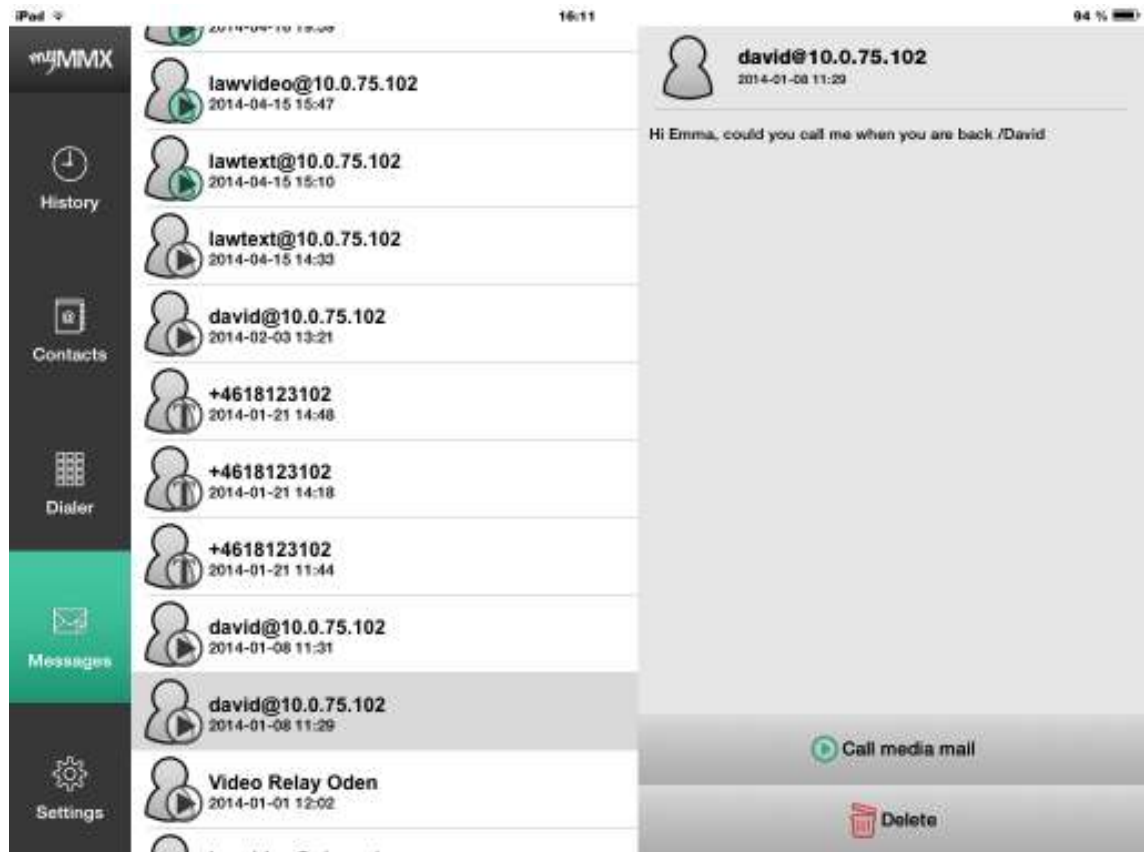 iPad
16:11
94 %
myMMX
History
Contacts
Dialer
Messages
Settings
lawvideo@10.0.75.102
2014-04-15 15:47
lawtext@10.0.75.102
2014-04-15 15:10
lawtext@10.0.75.102
2014-04-15 14:33
david@10.0.75.102
2014-02-03 13:21
+4618123102
2014-01-21 14:48
+4618123102
2014-01-21 14:18
+4618123102
2014-01-21 11:44
david@10.0.75.102
2014-01-08 11:31
david@10.0.75.102
2014-01-08 11:29
Video Relay Oden
2014-01-01 12:02
david@10.0.75.102
2014-01-08 11:29
Hi Emma, could you call me when you are back /David
Call media mail
Delete